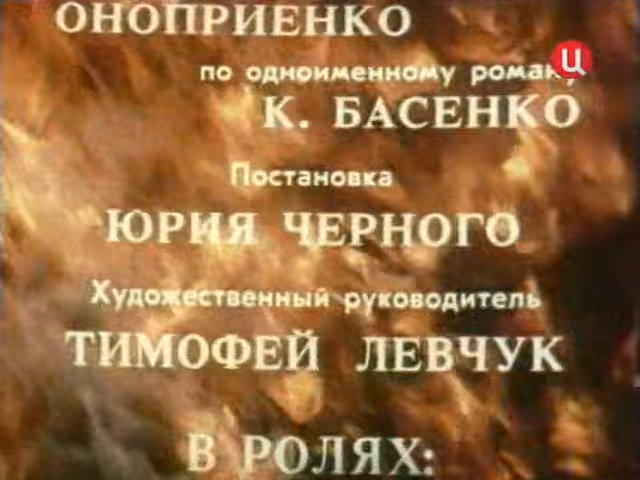 ОНОПРИЕНКО
по одноименному роману
К. БАСЕНКО
Постановка
ЮРИЯ ЧЕРНОГО
Художественный руководитель
ТИМОФЕЙ ЛЕВЧУК
В РОЛЯХ:
Ц